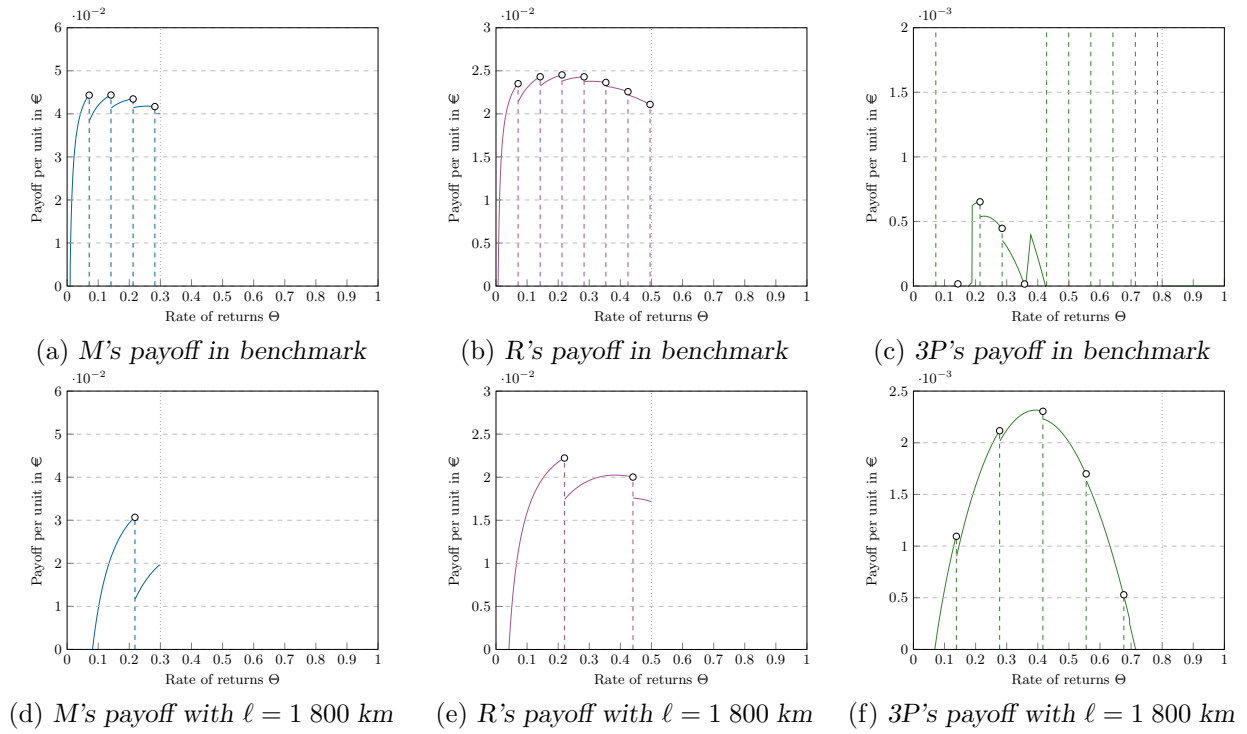 ·10⁻² ·10⁻² ·10⁻³
6 3 2
5 2.5
4 2 1.5
3 1.5 1
2 1 0.5
1 0.5
0 0 0
Payoff per unit in € Payoff per unit in € Payoff per unit in €
0 0.1 0.2 0.3 0.4 0.5 0.6 0.7 0.8 0.9 1 0 0.1 0.2 0.3 0.4 0.5 0.6 0.7 0.8 0.9 1 0 0.1 0.2 0.3 0.4 0.5 0.6 0.7 0.8 0.9 1
Rate of returns Θ Rate of returns Θ Rate of returns Θ
(a) M's payoff in benchmark (b) R's payoff in benchmark (c) 3P's payoff in benchmark
·10⁻² ·10⁻² ·10⁻³
6 3 2.5
5 2.5 2
4 2 1.5
3 1.5 1
2 1 0.5
1 0.5
0 0 0
Payoff per unit in € Payoff per unit in € Payoff per unit in €
0 0.1 0.2 0.3 0.4 0.5 0.6 0.7 0.8 0.9 1 0 0.1 0.2 0.3 0.4 0.5 0.6 0.7 0.8 0.9 1 0 0.1 0.2 0.3 0.4 0.5 0.6 0.7 0.8 0.9 1
Rate of returns Θ Rate of returns Θ Rate of returns Θ
(d) M's payoff with ℓ = 1 800 km (e) R's payoff with ℓ = 1 800 km (f) 3P's payoff with ℓ = 1 800 km